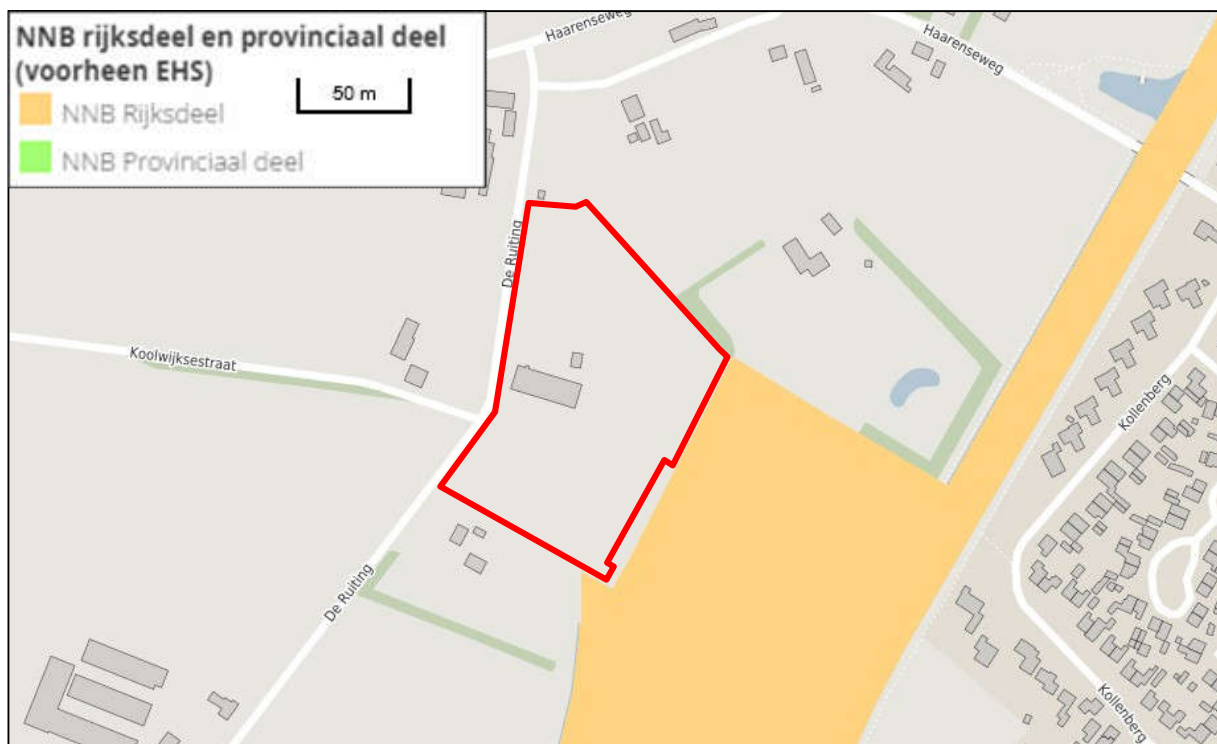 NNB rijksdeel en provinciaal deel
(voorheen EHS)
50 m
NNB Rijksdeel
NNB Provinciaal deel
Haarenseweg
Haarenseweg
De Ruiting
Koolwijksestraat
Kollenberg
De Ruiting
Kollenberg